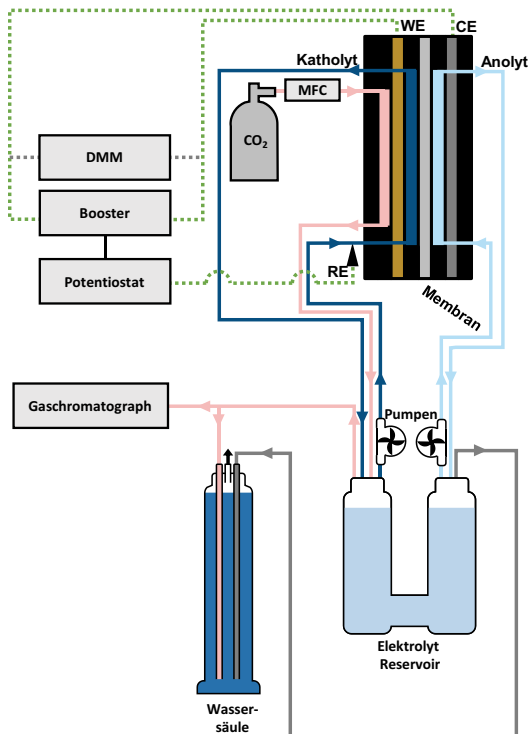 WE
CE
Katholyt
Anolyt
MFC
CO₂
DMM
Booster
Potentiostat
RE
Membran
Gaschromatograph
Pumpen
Elektrolyt
Reservoir
Wasser-
säule